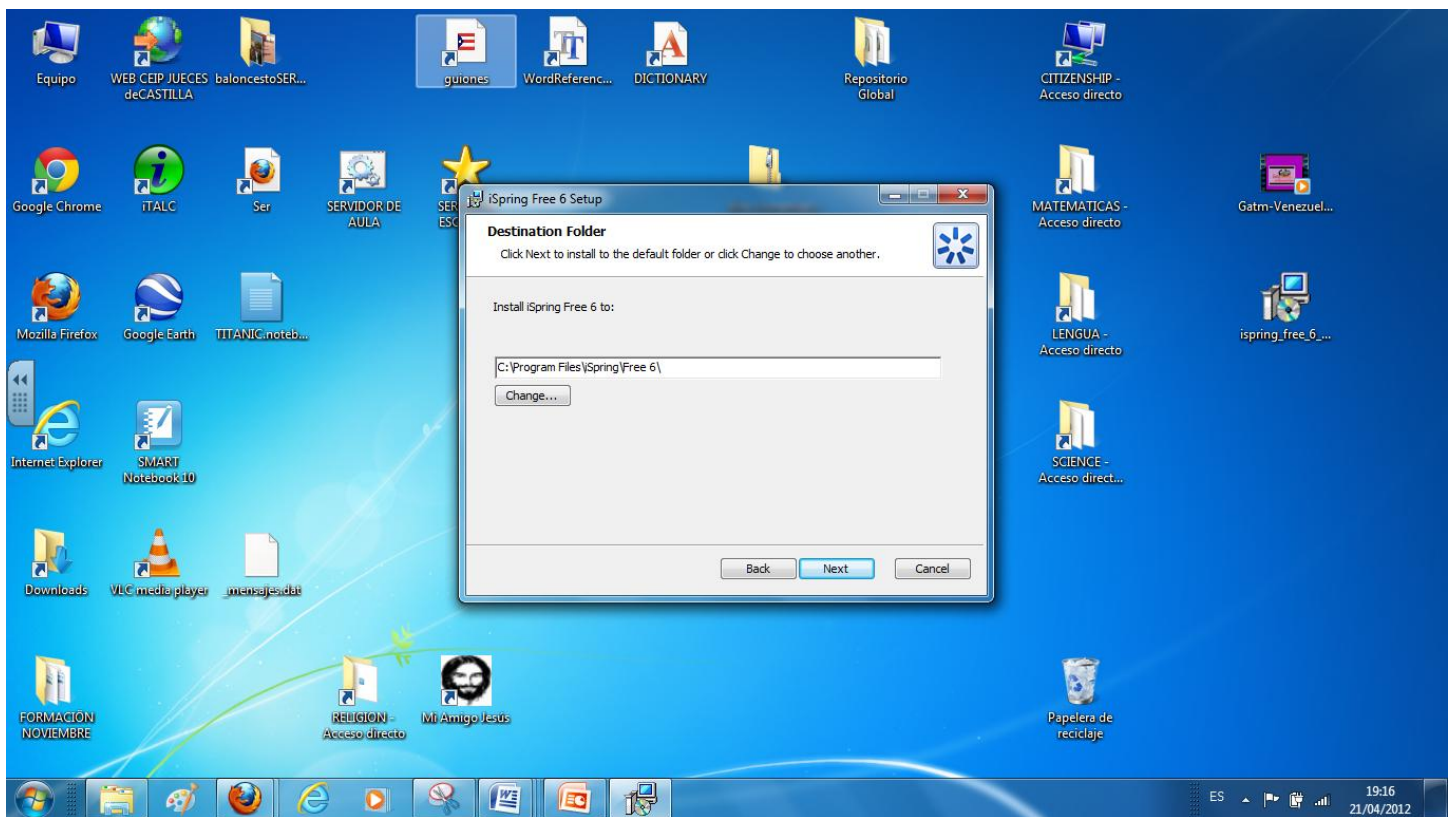 Equipo
WEB CEIP JUECES
deCASTILLA
baloncestoSER...
guiones
WordReferenc...
DICTIONARY
Repositorio
Global
CITIZENSHIP -
Acceso directo
Google Chrome
iTALC
Ser
SERVIDOR DE
AULA
MATEMATICAS -
Acceso directo
Gatm-Venezuel...
iSpring Free 6 Setup
Destination Folder
Click Next to install to the default folder or click Change to choose another.
Install iSpring Free 6 to:
C:\Program Files\iSpring\Free 6\
Change...
Back
Next
Cancel
Mozilla Firefox
Google Earth
TITANIC.noteb...
LENGUA -
Acceso directo
ispring_free_6_...
Internet Explorer
SMART
Notebook 10
SCIENCE -
Acceso direct...
Downloads
VLC media player
_mensajes.dat
FORMACIÓN
NOVIEMBRE
RELIGION -
Acceso directo
Mi Amigo Jesús
Papelera de
reciclaje
ES
19:16
21/04/2012